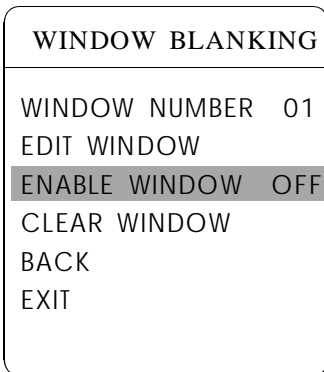 WINDOW BLANKING
WINDOW NUMBER 01
EDIT WINDOW
ENABLE WINDOW OFF
CLEAR WINDOW
BACK
EXIT